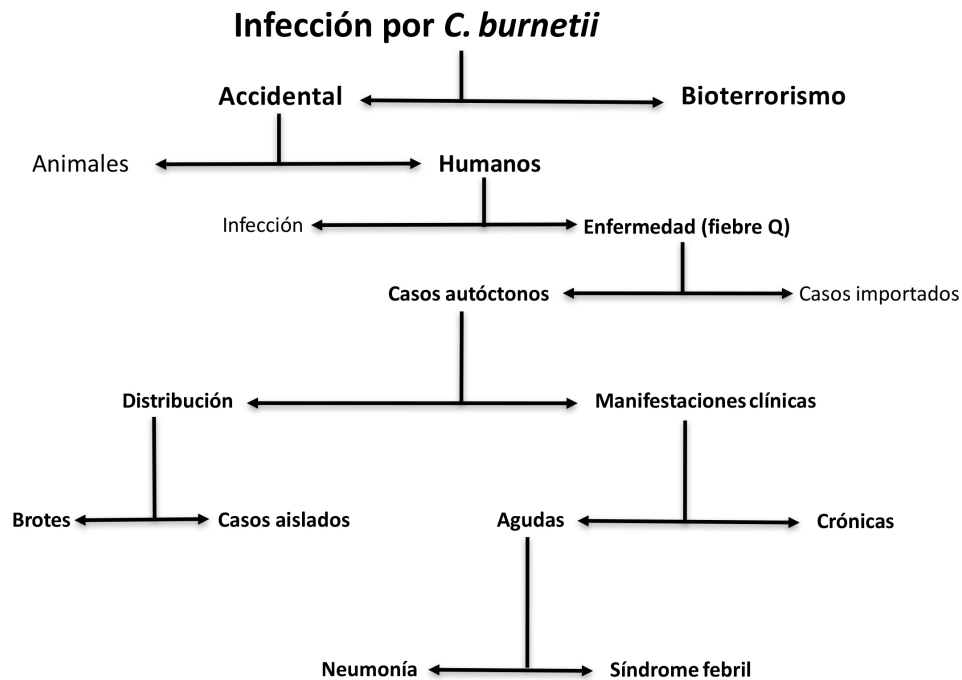 Infección por C. burnetii
Accidental
Bioterrorismo
Animales
Humanos
Infección
Enfermedad (fiebre Q)
Casos autóctonos
Casos importados
Distribución
Manifestaciones clínicas
Brotes
Casos aislados
Agudas
Crónicas
Neumonía
Síndrome febril